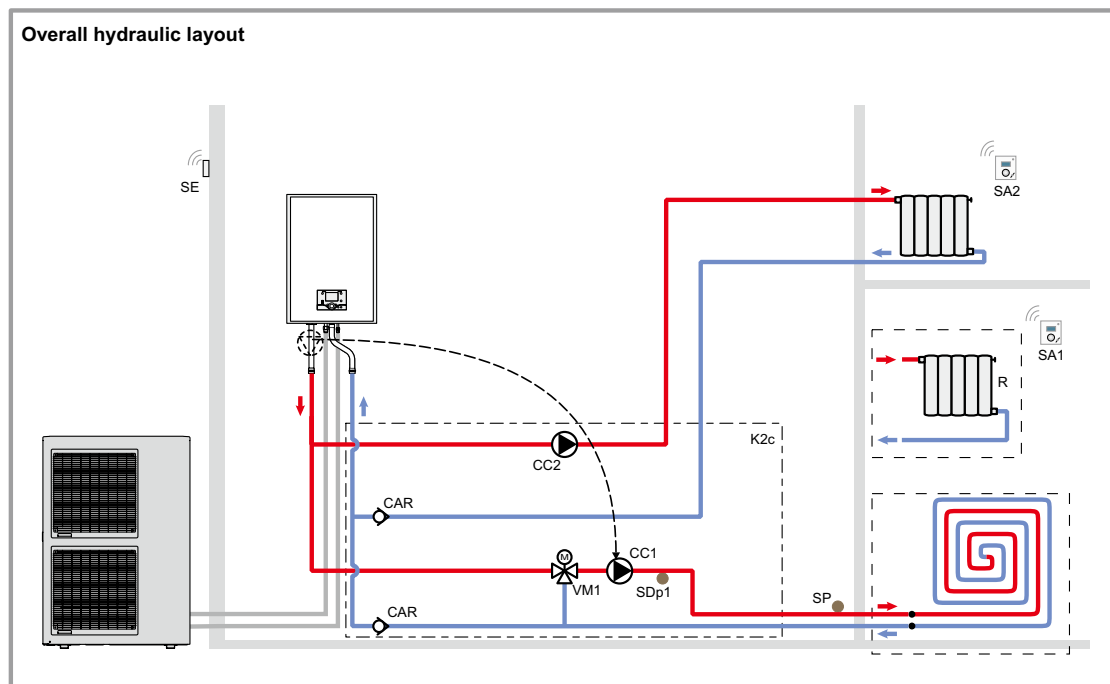 Overall hydraulic layout
SE
SA2
SA1
R
K2c
CC2
CAR
M
CC1
VM1
SDp1
SP
CAR